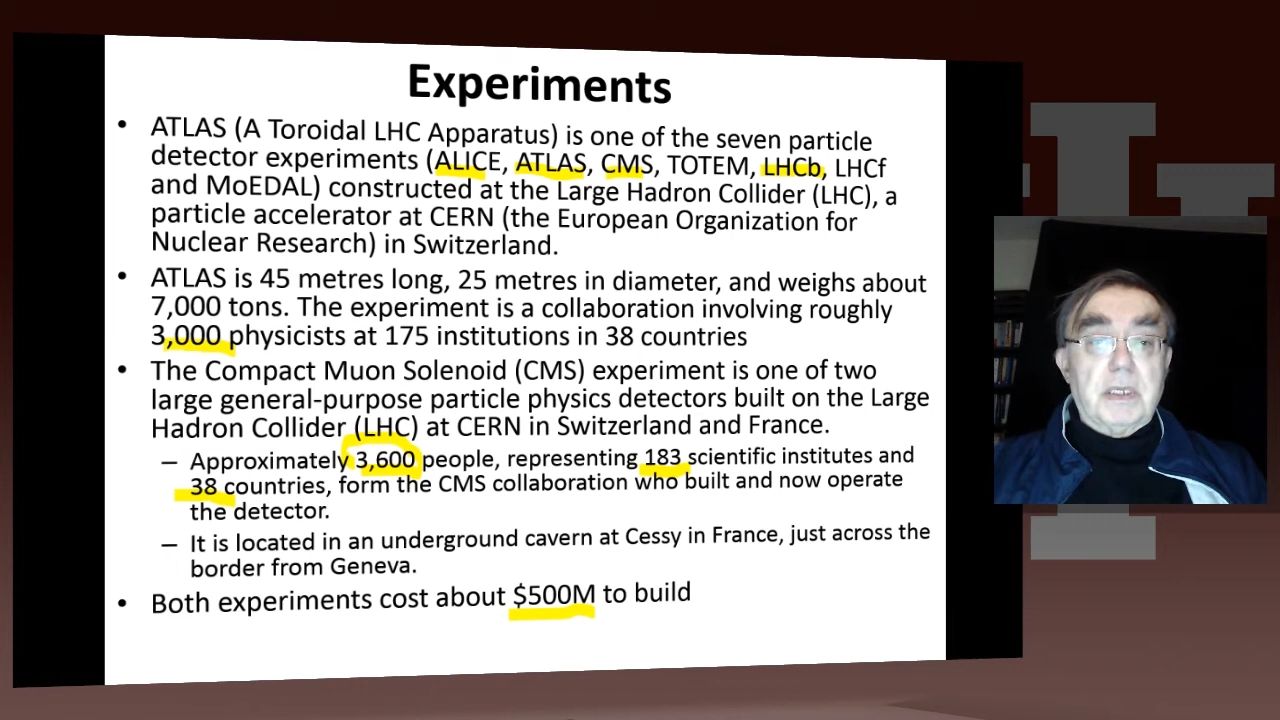 Experiments
• ATLAS (A Toroidal LHC Apparatus) is one of the seven particle
detector experiments (ALICE, ATLAS, CMS, TOTEM, LHCb, LHCf
and MoEDAL) constructed at the Large Hadron Collider (LHC), a
particle accelerator at CERN (the European Organization for
Nuclear Research) in Switzerland.
• ATLAS is 45 metres long, 25 metres in diameter, and weighs about
7,000 tons. The experiment is a collaboration involving roughly
3,000 physicists at 175 institutions in 38 countries
• The Compact Muon Solenoid (CMS) experiment is one of two
large general-purpose particle physics detectors built on the Large
Hadron Collider (LHC) at CERN in Switzerland and France.
– Approximately 3,600 people, representing 183 scientific institutes and
38 countries, form the CMS collaboration who built and now operate
the detector.
– It is located in an underground cavern at Cessy in France, just across the
border from Geneva.
• Both experiments cost about $500M to build